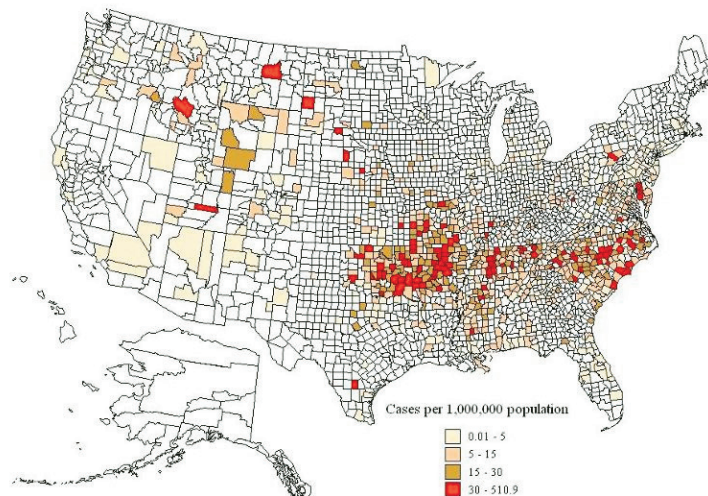 Cases per 1,000,000 population
0.01 - 5
5 - 15
15 - 30
30 - 510.9